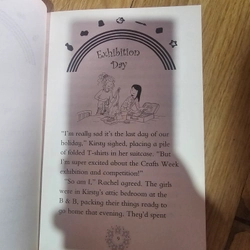 Exhibition
Day
"I'm really sad it's the last day of our
holiday," Kirsty sighed, placing a pile
of folded T-shirts in her suitcase. "But
I'm super excited about the Crafts Week
exhibition and competition!"
"So am I," Rachel agreed. The girls
were in Kirsty's attic bedroom at the
B & B, packing their things ready to
go home that evening. They'd spent